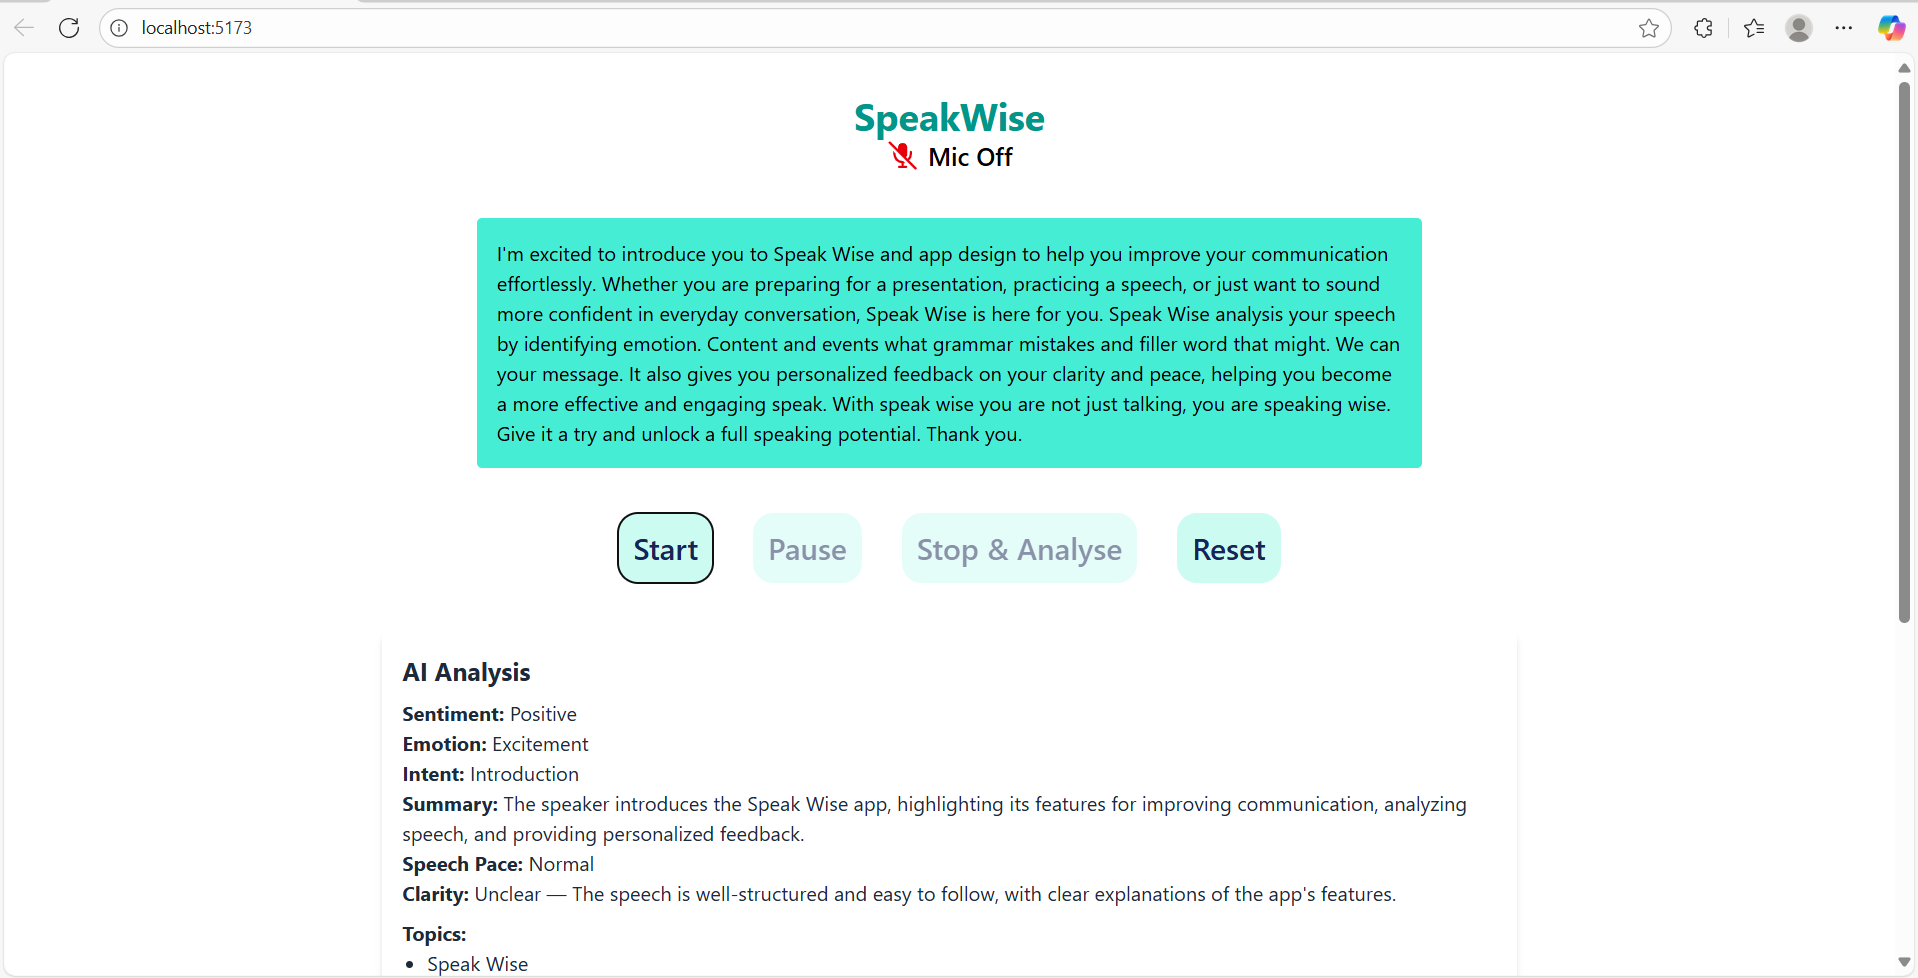 localhost:5173
SpeakWise
Mic Off
I'm excited to introduce you to Speak Wise and app design to help you improve your communication
effortlessly. Whether you are preparing for a presentation, practicing a speech, or just want to sound
more confident in everyday conversation, Speak Wise is here for you. Speak Wise analysis your speech
by identifying emotion. Content and events what grammar mistakes and filler word that might. We can
your message. It also gives you personalized feedback on your clarity and peace, helping you become
a more effective and engaging speak. With speak wise you are not just talking, you are speaking wise.
Give it a try and unlock a full speaking potential. Thank you.
Start Pause Stop & Analyse Reset
AI Analysis
Sentiment: Positive
Emotion: Excitement
Intent: Introduction
Summary: The speaker introduces the Speak Wise app, highlighting its features for improving communication, analyzing
speech, and providing personalized feedback.
Speech Pace: Normal
Clarity: Unclear — The speech is well-structured and easy to follow, with clear explanations of the app's features.
Topics:
• Speak Wise